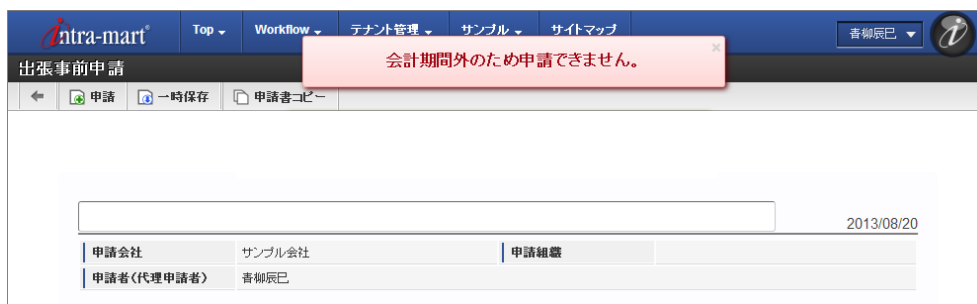 intra-mart® Top Workflow テナント管理 サンプル サイトマップ 青柳辰巳
会計期間外のため申請できません。 ×
出張事前申請
申請 一時保存 申請書コピー
2013/08/20
申請会社 サンプル会社 申請組織
申請者(代理申請者) 青柳辰巳